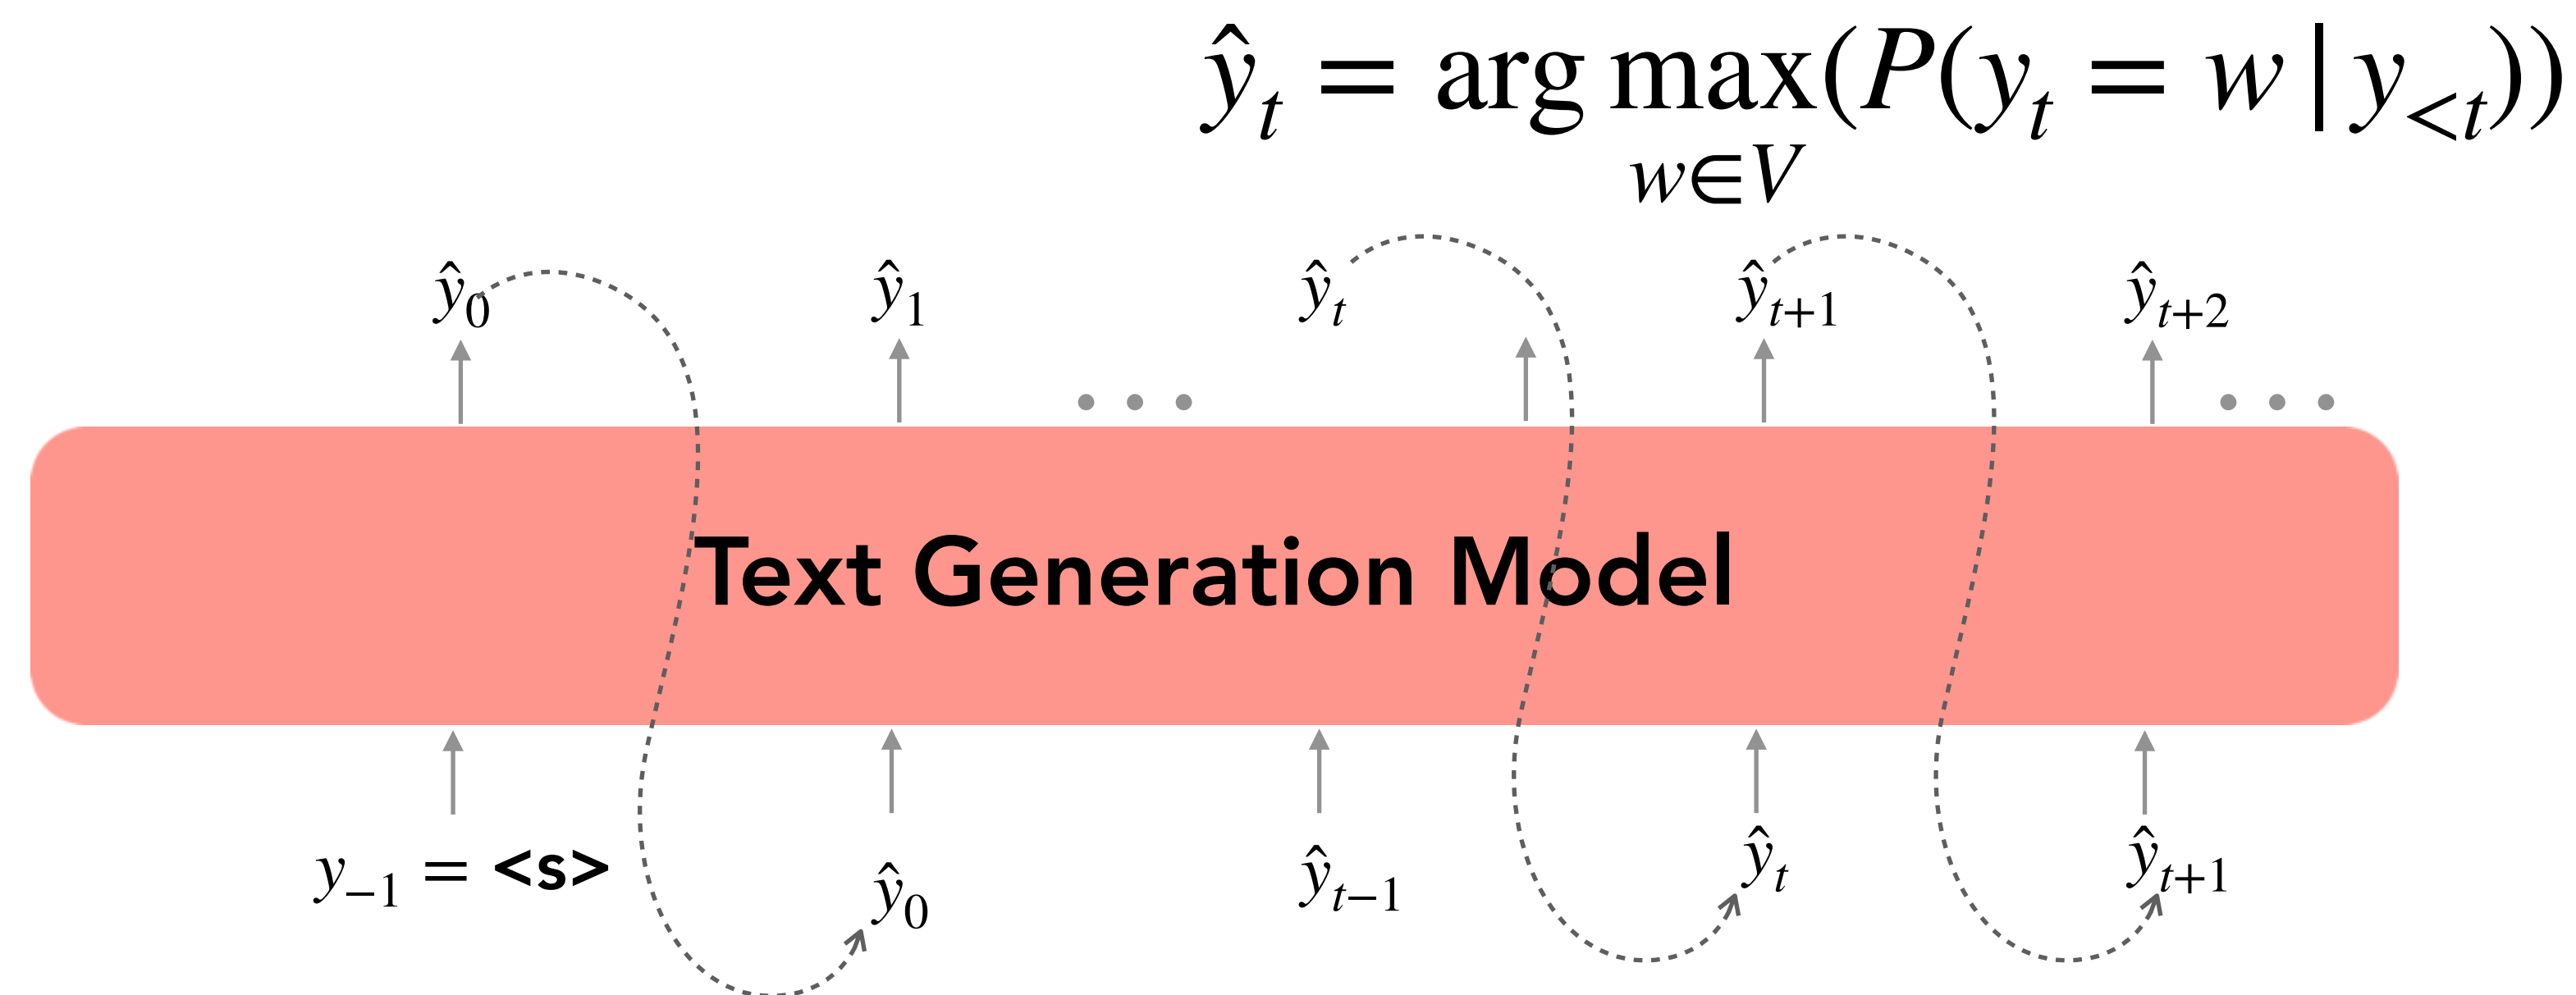 ŷ_t = arg max(P(y_t = w | y_{<t}))
w∈V
ŷ_0 ŷ_1 ŷ_t ŷ_{t+1} ŷ_{t+2}
Text Generation Model
y_{−1} = <s> ŷ_0 ŷ_{t−1} ŷ_t ŷ_{t+1}